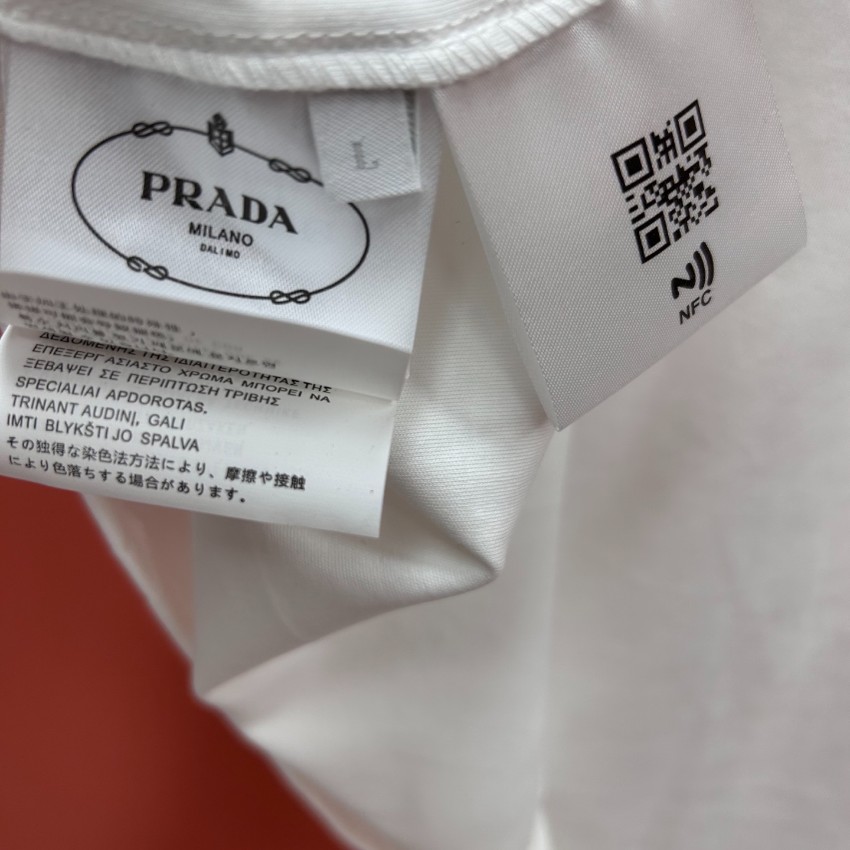 PRADA
MILANO
DAL 1913
L
ΔΕΔΟΜΕΝΗΣ ΤΗΣ ΙΔΙΑΙΤΕΡΟΤΗΤΑΣ ΤΗΣ
ΕΠΕΞΕΡΓΑΣΙΑΣΤΟ ΧΡΩΜΑ ΜΠΟΡΕΙ ΝΑ
ΞΕΒΑΨΕΙ ΣΕ ΠΕΡΙΠΤΩΣΗ ΤΡΙΒΗΣ
SPECIALIAI APDOROTAS.
TRINANT AUDINĮ, GALI
IMTI BLYKŠTI JO SPALVA
その独得な染色法方法により、摩擦や接触
により色落ちする場合があります。
NFC